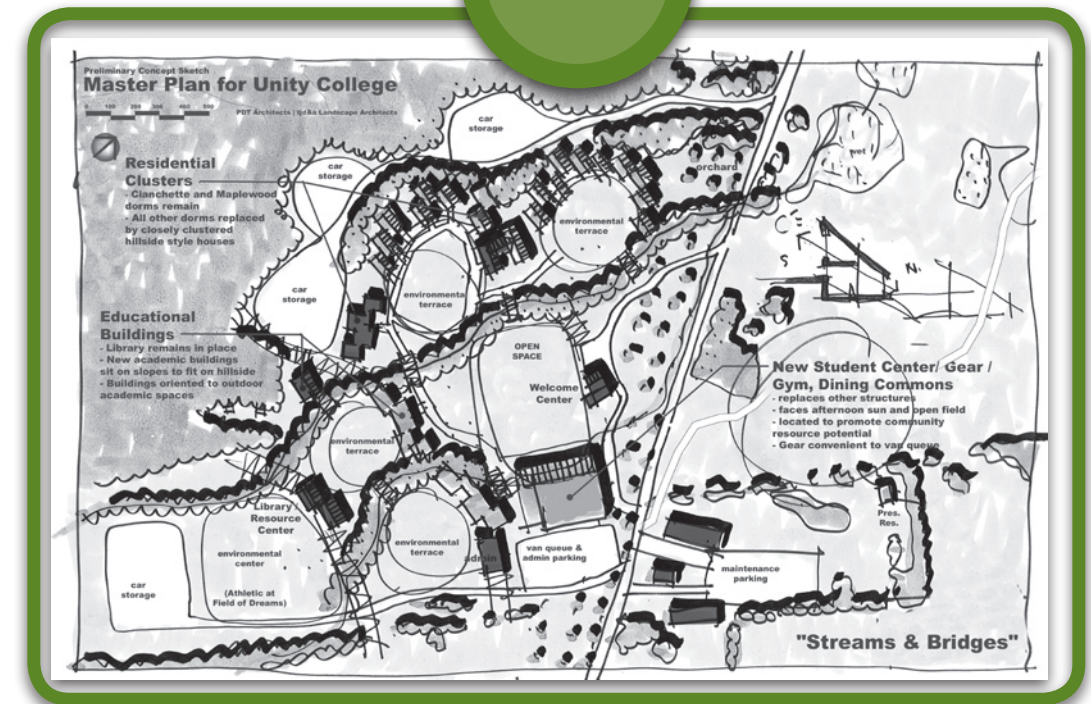 Preliminary Concept Sketch
Master Plan for Unity College
0 100 200 300 400 500
PDT Architects | tjd&a Landscape Architects
Residential
Clusters
- Clanchette and Maplewood
dorms remain
- All other dorms replaced
by closely clustered
hillside style houses
car
storage
car
storage
car
storage
orchard
wet
environmental
terrace
environmenta
terrace
S
N.
Educational
Buildings
- Library remains in place
- New academic buildings
sit on slopes to fit on hillside
- Buildings oriented to outdoor
academic spaces
OPEN
SPACE
Welcome
Center
New Student Center/ Gear /
Gym, Dining Commons
- replaces other structures
- faces afternoon sun and open field
- located to promote community
resource potential
- Gear convenient to van queue
environmental
terrace
Library /
Resource
Center
environmental
center
(Athletic at
Field of Dreams)
car
storage
environmental
terrace
admin
van queue &
admin parking
maintenance
parking
Pres.
Res.
"Streams & Bridges"